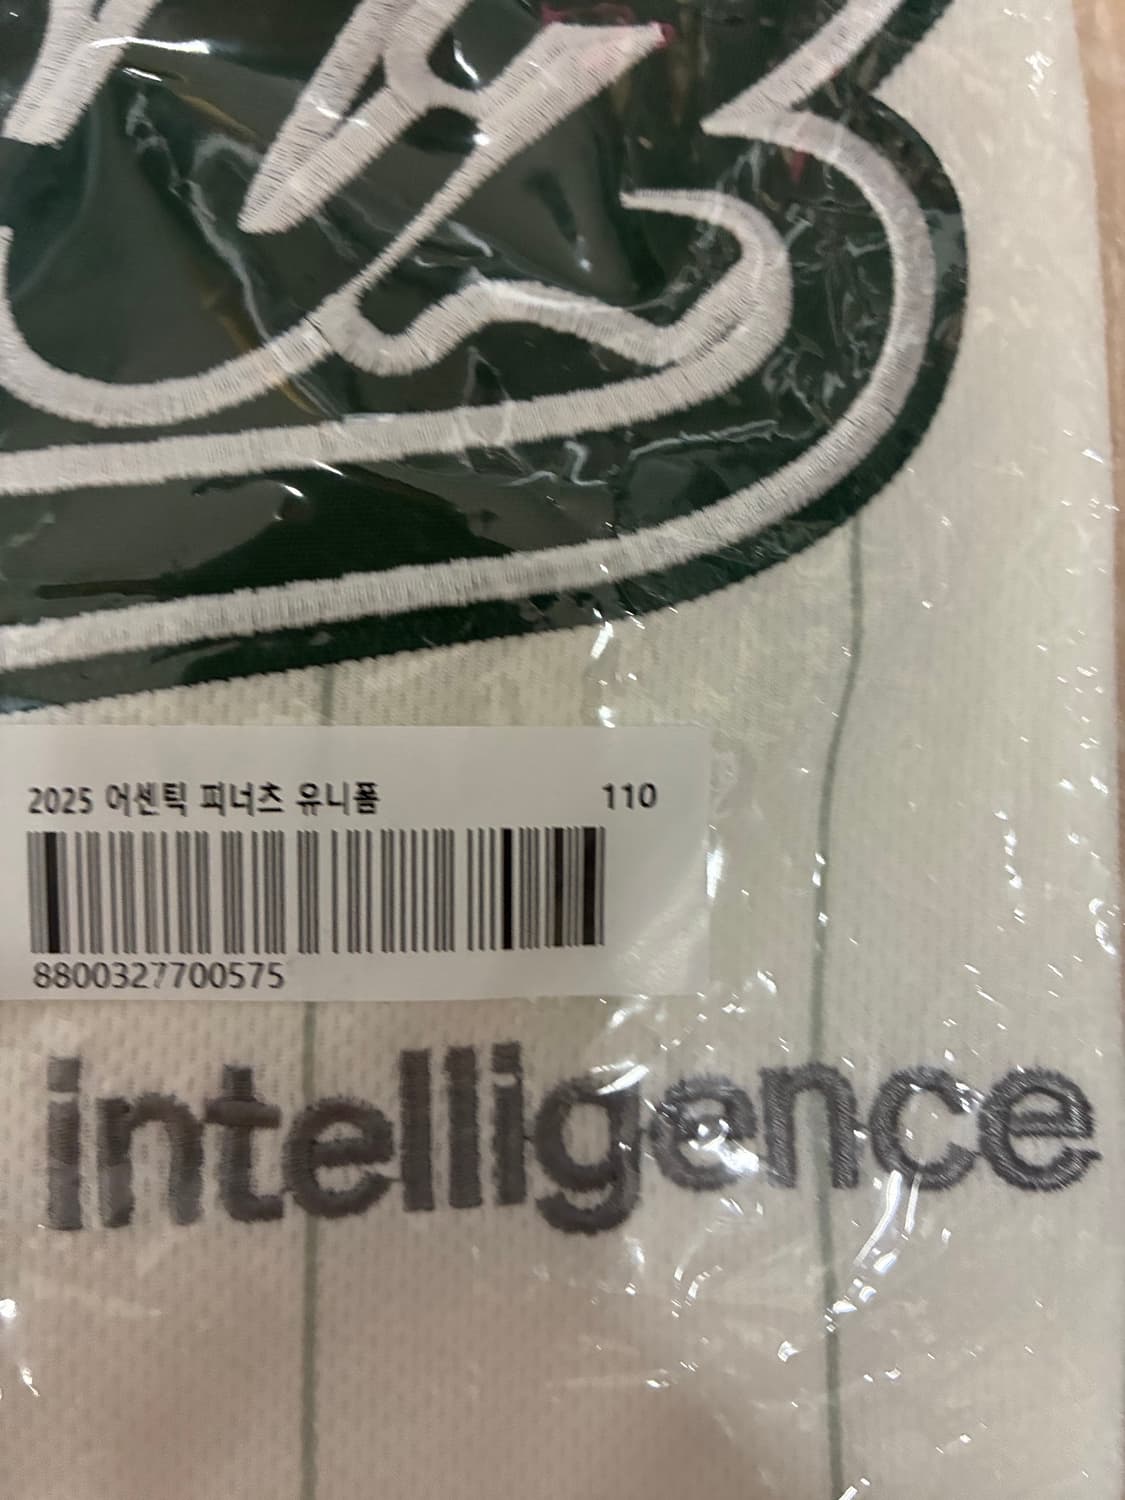 2025 어센틱 피너츠 유니폼 110
8800327700575
intelligence